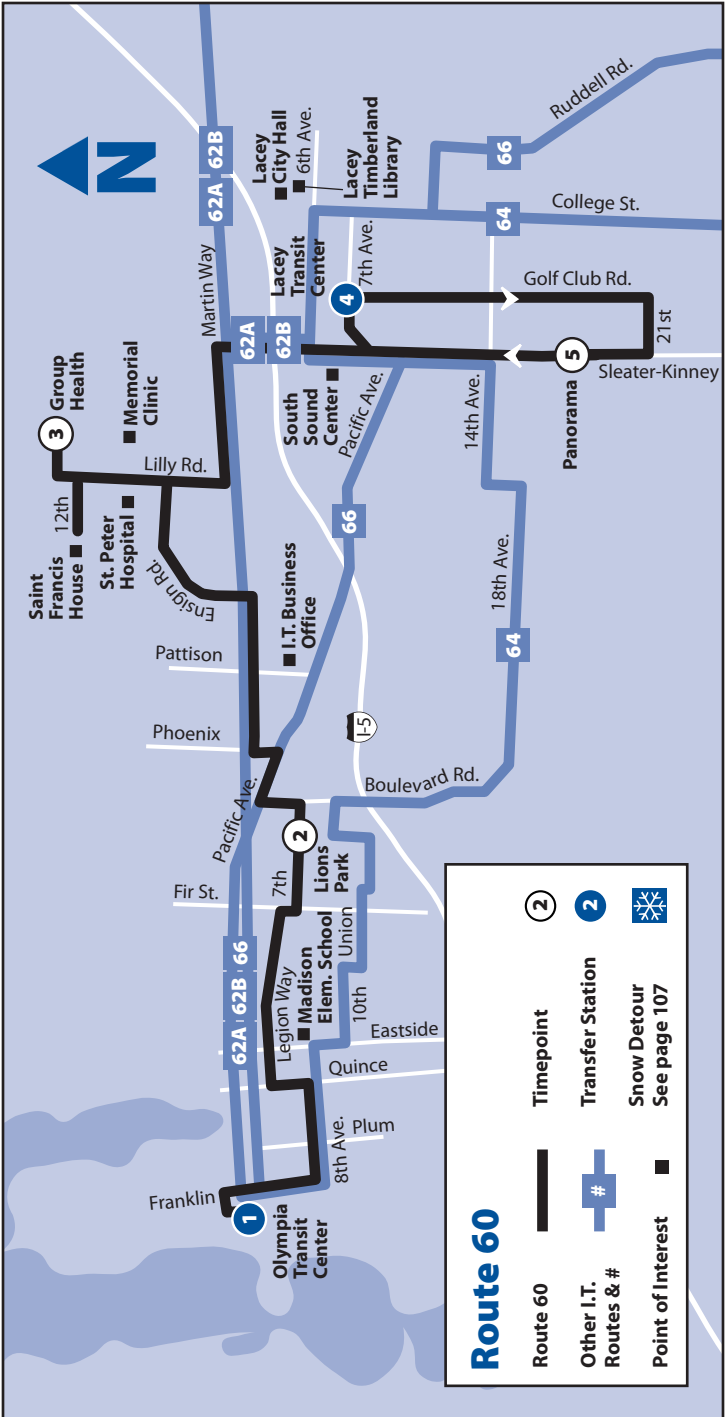 N
Franklin
1
Olympia
Transit
Center
8th Ave.
Plum
Quince
Eastside
Legion Way
Madison
Elem. School
10th
Union
62A
62B
66
Fir St.
7th
Lions
Park
2
Pacific Ave.
Boulevard Rd.
Phoenix
Pattison
I.T. Business
Office
I-5
Ensign Rd.
Saint
Francis
House
12th
St. Peter
Hospital
Lilly Rd.
3
Group
Health
Memorial
Clinic
Martin Way
62A
62B
62A
62B
66
64
18th Ave.
14th Ave.
Pacific Ave.
South
Sound
Center
Lacey
Transit
Center
4
7th Ave.
Lacey
City Hall
6th Ave.
Lacey
Timberland
Library
66
64
Ruddell Rd.
College St.
Golf Club Rd.
21st
Sleater-Kinney
5
Panorama
Route 60
Route 60
Timepoint
2
Other I.T.
Routes & #
#
Transfer Station
2
Point of Interest
Snow Detour
See page 107